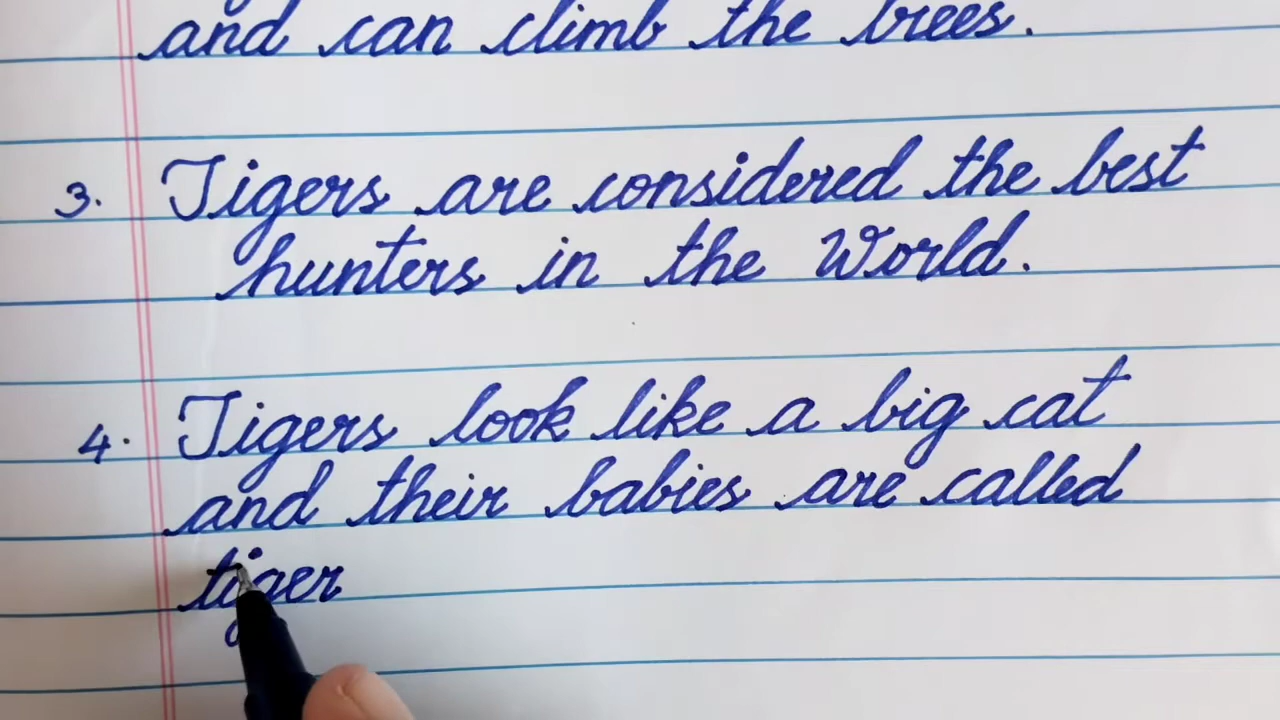 and can climb the trees.
3. Tigers are considered the best
hunters in the World.
4. Tigers look like a big cat
and their babies are called
tiger